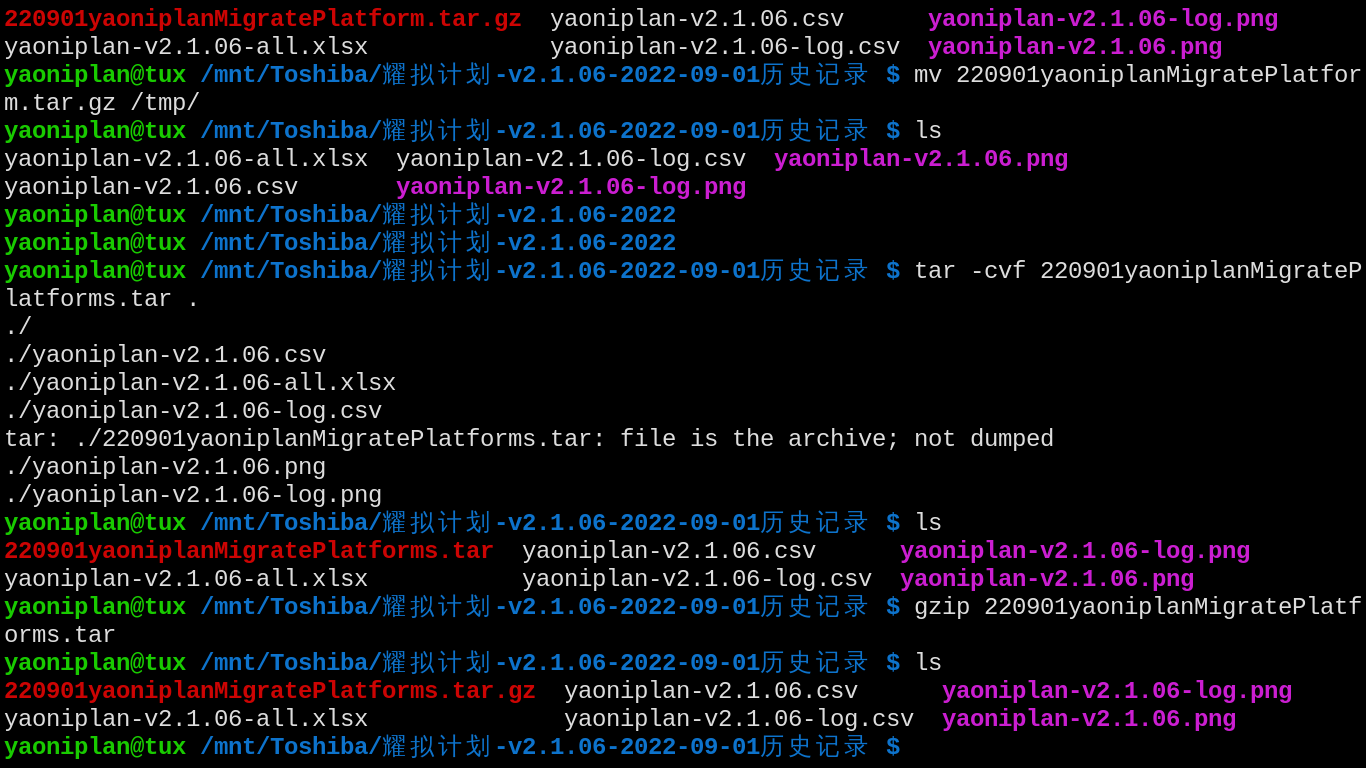 220901yaoniplanMigratePlatform.tar.gz  yaoniplan-v2.1.06.csv      yaoniplan-v2.1.06-log.png
yaoniplan-v2.1.06-all.xlsx             yaoniplan-v2.1.06-log.csv  yaoniplan-v2.1.06.png
yaoniplan@tux /mnt/Toshiba/耀拟计划-v2.1.06-2022-09-01历史记录 $ mv 220901yaoniplanMigratePlatfor
m.tar.gz /tmp/
yaoniplan@tux /mnt/Toshiba/耀拟计划-v2.1.06-2022-09-01历史记录 $ ls
yaoniplan-v2.1.06-all.xlsx  yaoniplan-v2.1.06-log.csv  yaoniplan-v2.1.06.png
yaoniplan-v2.1.06.csv       yaoniplan-v2.1.06-log.png
yaoniplan@tux /mnt/Toshiba/耀拟计划-v2.1.06-2022
yaoniplan@tux /mnt/Toshiba/耀拟计划-v2.1.06-2022
yaoniplan@tux /mnt/Toshiba/耀拟计划-v2.1.06-2022-09-01历史记录 $ tar -cvf 220901yaoniplanMigrateP
latforms.tar .
./
./yaoniplan-v2.1.06.csv
./yaoniplan-v2.1.06-all.xlsx
./yaoniplan-v2.1.06-log.csv
tar: ./220901yaoniplanMigratePlatforms.tar: file is the archive; not dumped
./yaoniplan-v2.1.06.png
./yaoniplan-v2.1.06-log.png
yaoniplan@tux /mnt/Toshiba/耀拟计划-v2.1.06-2022-09-01历史记录 $ ls
220901yaoniplanMigratePlatforms.tar  yaoniplan-v2.1.06.csv      yaoniplan-v2.1.06-log.png
yaoniplan-v2.1.06-all.xlsx           yaoniplan-v2.1.06-log.csv  yaoniplan-v2.1.06.png
yaoniplan@tux /mnt/Toshiba/耀拟计划-v2.1.06-2022-09-01历史记录 $ gzip 220901yaoniplanMigratePlatf
orms.tar
yaoniplan@tux /mnt/Toshiba/耀拟计划-v2.1.06-2022-09-01历史记录 $ ls
220901yaoniplanMigratePlatforms.tar.gz  yaoniplan-v2.1.06.csv      yaoniplan-v2.1.06-log.png
yaoniplan-v2.1.06-all.xlsx              yaoniplan-v2.1.06-log.csv  yaoniplan-v2.1.06.png
yaoniplan@tux /mnt/Toshiba/耀拟计划-v2.1.06-2022-09-01历史记录 $